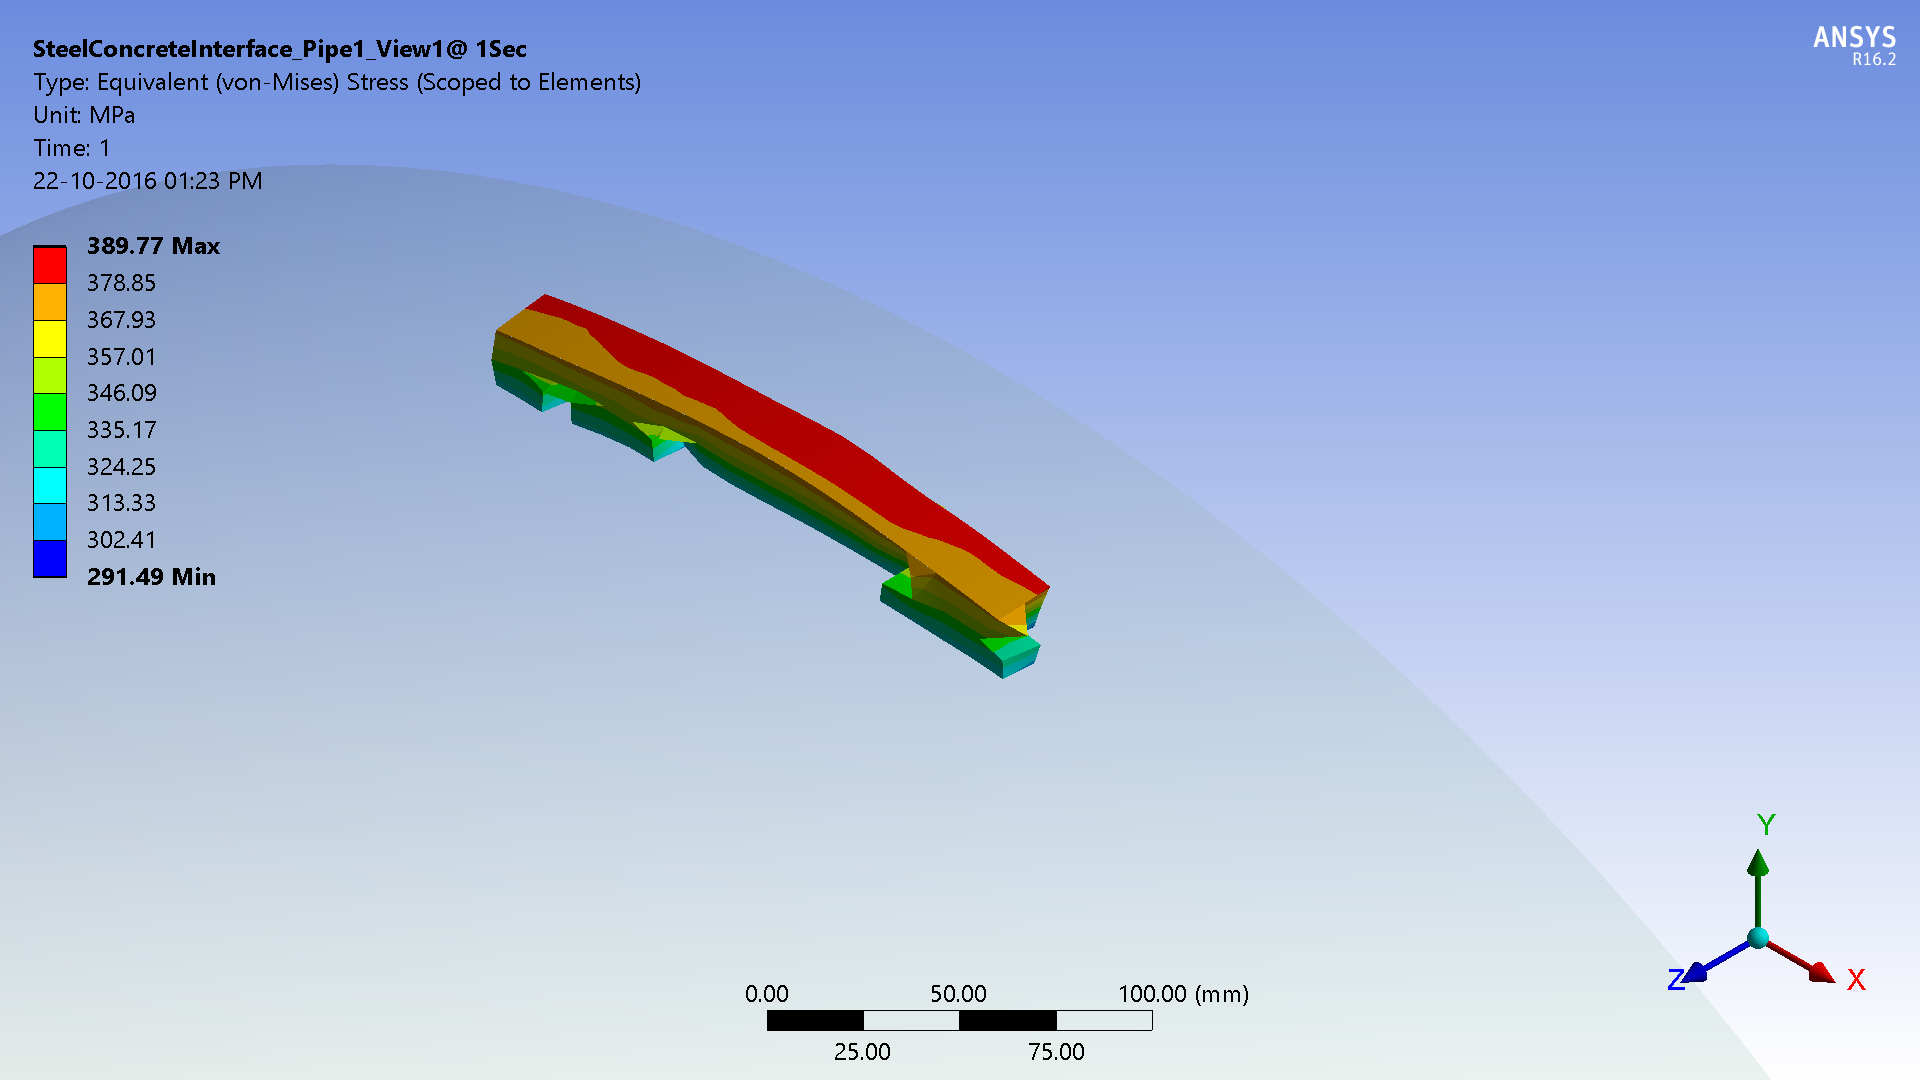 SteelConcreteInterface_Pipe1_View1@ 1Sec
Type: Equivalent (von-Mises) Stress (Scoped to Elements)
Unit: MPa
Time: 1
22-10-2016 01:23 PM
ANSYS
R16.2
389.77 Max
378.85
367.93
357.01
346.09
335.17
324.25
313.33
302.41
291.49 Min
Y
Z
X
0.00 50.00 100.00 (mm)
25.00 75.00